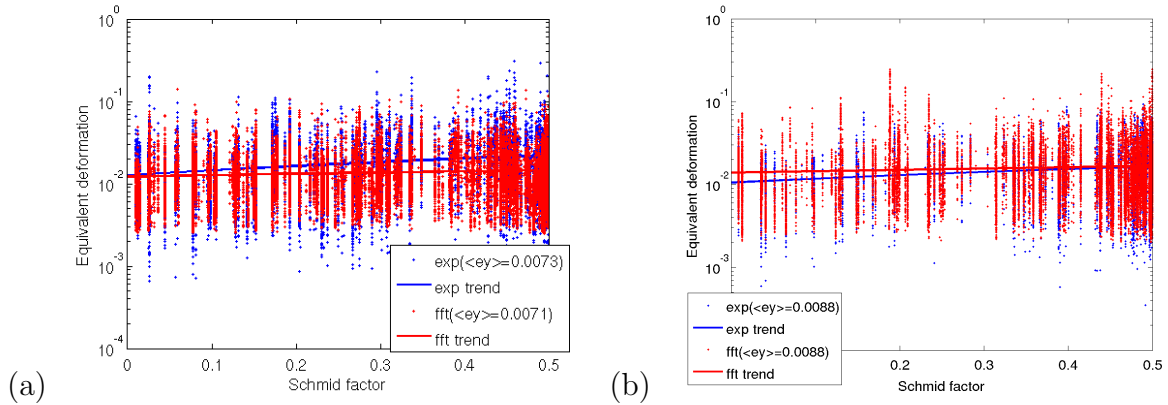 10^0
10^-1
10^-2
10^-3
10^-4
Equivalent deformation
0 0.1 0.2 0.3 0.4 0.5
Schmid factor
exp(<ey>=0.0073)
exp trend
fft(<ey>=0.0071)
fft trend
(a)
10^0
10^-1
10^-2
10^-3
Equivalent deformation
0.2 0.3 0.4 0.5
Schmid factor
exp(<ey>=0.0088)
exp trend
fft(<ey>=0.0088)
fft trend
(b)